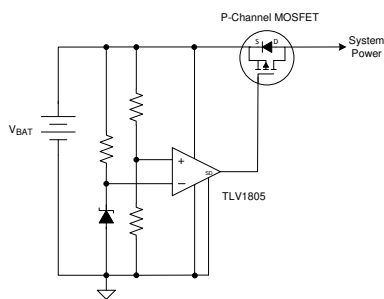 P-Channel MOSFET
S D
System
Power
VBAT
+
SD
−
TLV1805